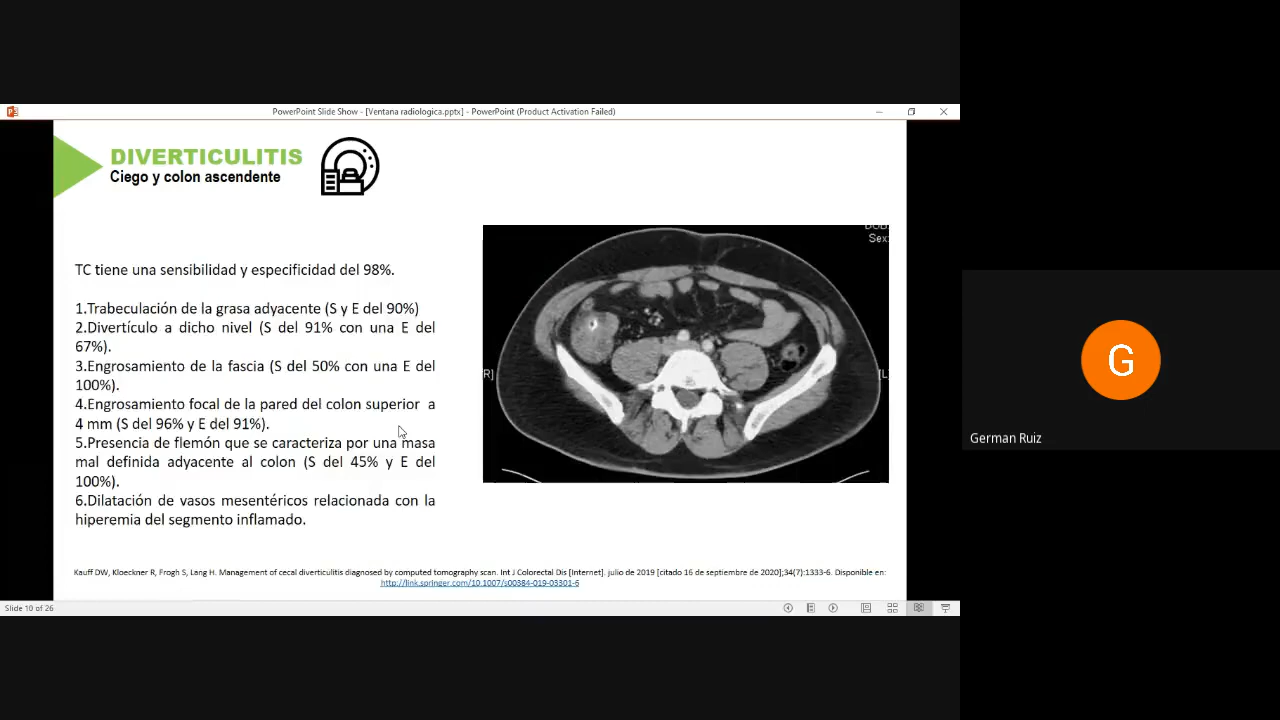 PowerPoint Slide Show - [Ventana radiologica.pptx] - PowerPoint (Product Activation Failed)
DIVERTICULITIS
Ciego y colon ascendente
TC tiene una sensibilidad y especificidad del 98%.
1.Trabeculación de la grasa adyacente (S y E del 90%)
2.Divertículo a dicho nivel (S del 91% con una E del
67%).
3.Engrosamiento de la fascia (S del 50% con una E del
100%).
4.Engrosamiento focal de la pared del colon superior a
4 mm (S del 96% y E del 91%).
5.Presencia de flemón que se caracteriza por una masa
mal definida adyacente al colon (S del 45% y E del
100%).
6.Dilatación de vasos mesentéricos relacionada con la
hiperemia del segmento inflamado.
Sex:
R]
[L]
Kauff DW, Kloeckner R, Frogh S, Lang H. Management of cecal diverticulitis diagnosed by computed tomography scan. Int J Colorectal Dis [Internet]. julio de 2019 [citado 16 de septiembre de 2020];34(7):1333-6. Disponible en:
http://link.springer.com/10.1007/s00384-019-03301-6
Slide 10 of 26
G
German Ruiz